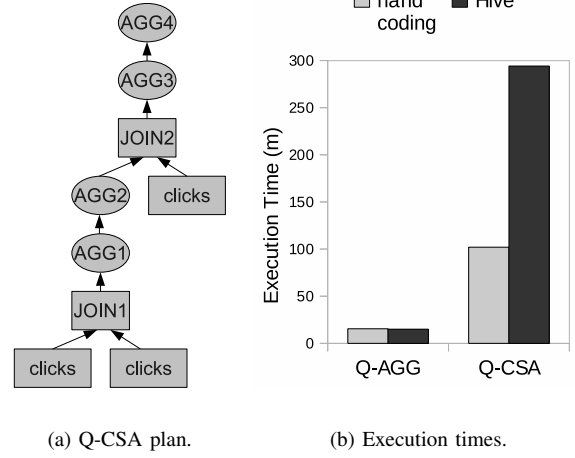 AGG4
AGG3
JOIN2
AGG2
clicks
AGG1
JOIN1
clicks clicks
(a) Q-CSA plan.
hand
coding
Hive
Execution Time (m)
300
250
200
150
100
50
0
Q-AGG Q-CSA
(b) Execution times.